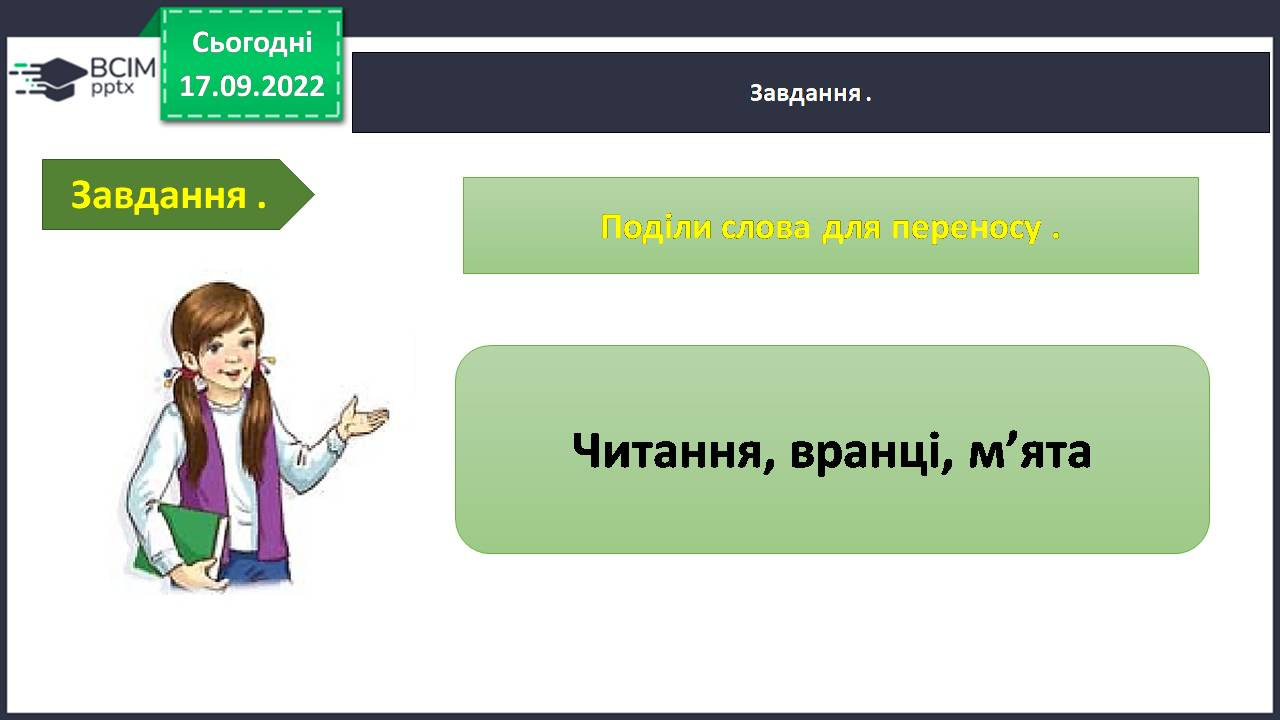 Сьогодні
17.09.2022
ВСІМ
pptx
Завдання .
Завдання .
Поділи слова для переносу .
Читання, вранці, м’ята